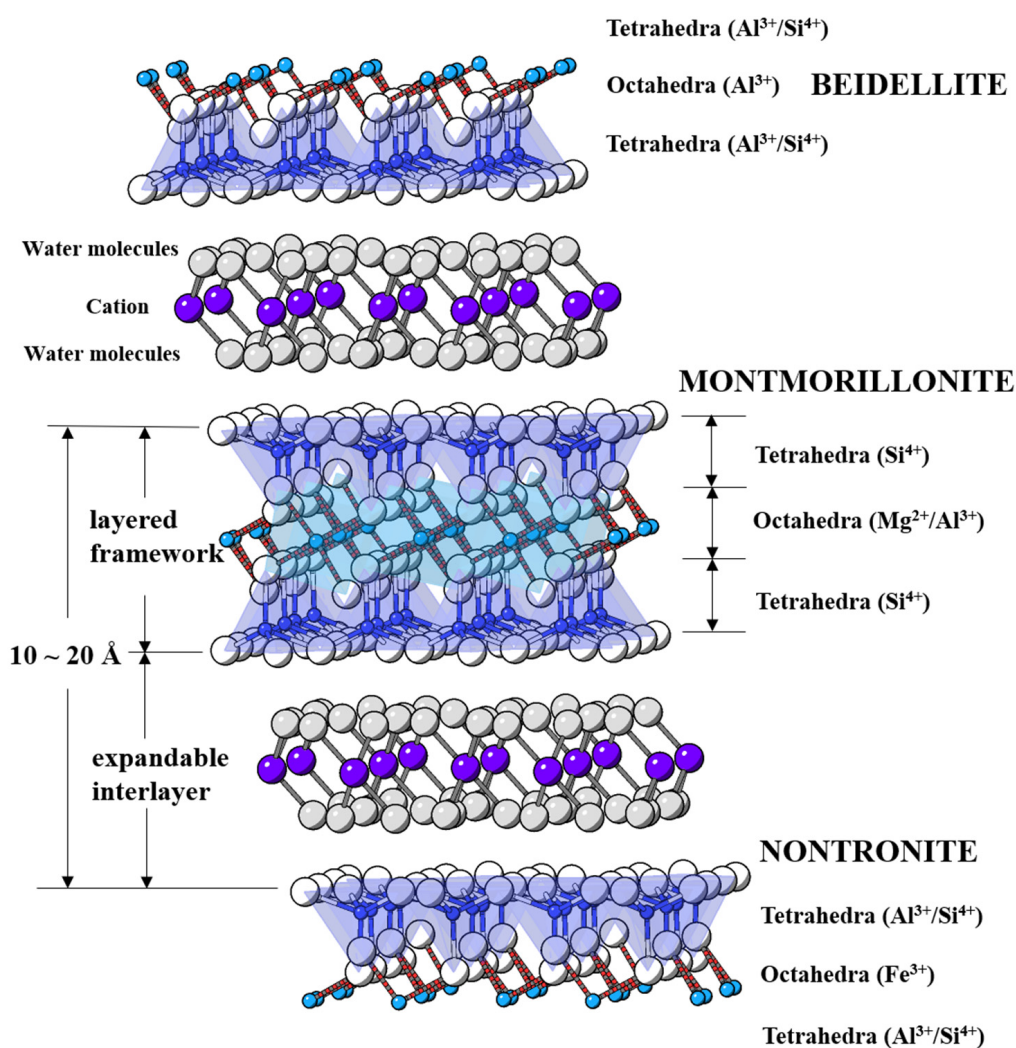 Tetrahedra (Al³⁺/Si⁴⁺)
Octahedra (Al³⁺)
BEIDELLITE
Tetrahedra (Al³⁺/Si⁴⁺)
Water molecules
Cation
Water molecules
MONTMORILLONITE
Tetrahedra (Si⁴⁺)
layered
framework
Octahedra (Mg²⁺/Al³⁺)
Tetrahedra (Si⁴⁺)
10 ~ 20 Å
expandable
interlayer
NONTRONITE
Tetrahedra (Al³⁺/Si⁴⁺)
Octahedra (Fe³⁺)
Tetrahedra (Al³⁺/Si⁴⁺)